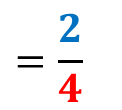 = 2/4